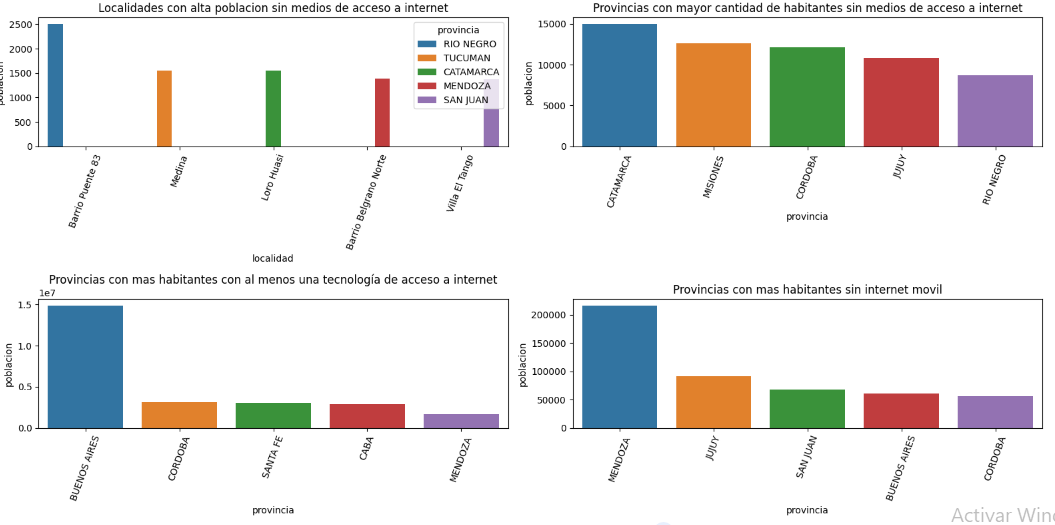 Localidades con alta poblacion sin medios de acceso a internet
poblacion
2500
2000
1500
1000
500
0
provincia
RIO NEGRO
TUCUMAN
CATAMARCA
MENDOZA
SAN JUAN
Barrio Puente 83
Medina
Loro Huasi
Barrio Belgrano Norte
Villa El Tango
localidad
Provincias con mayor cantidad de habitantes sin medios de acceso a internet
poblacion
15000
10000
5000
0
CATAMARCA
MISIONES
CORDOBA
JUJUY
RIO NEGRO
provincia
Provincias con mas habitantes con al menos una tecnología de acceso a internet
1e7
poblacion
1.5
1.0
0.5
0.0
BUENOS AIRES
CORDOBA
SANTA FE
CABA
MENDOZA
provincia
Provincias con mas habitantes sin internet movil
poblacion
200000
150000
100000
50000
0
MENDOZA
JUJUY
SAN JUAN
BUENOS AIRES
CORDOBA
provincia
Activar Wind